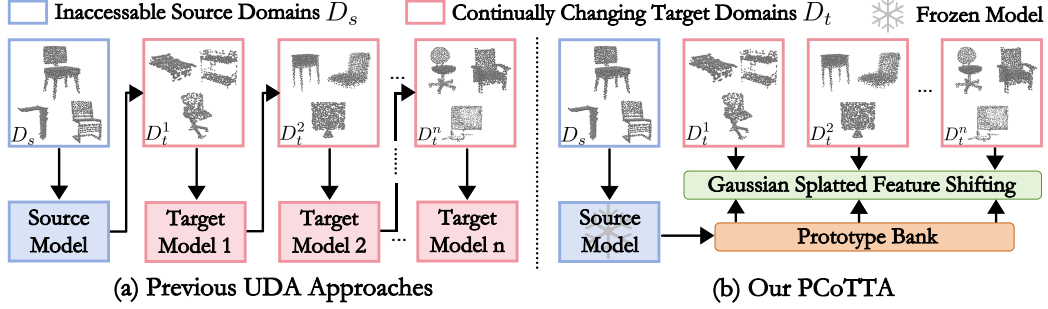 Inaccessable Source Domains D_s
Continually Changing Target Domains D_t
Frozen Model
D_s
D_t^1
D_t^2
...
D_t^n
Source Model
Target Model 1
Target Model 2
...
Target Model n
(a) Previous UDA Approaches
D_s
D_t^1
D_t^2
...
D_t^n
Gaussian Splatted Feature Shifting
Source Model
Prototype Bank
(b) Our PCoTTA